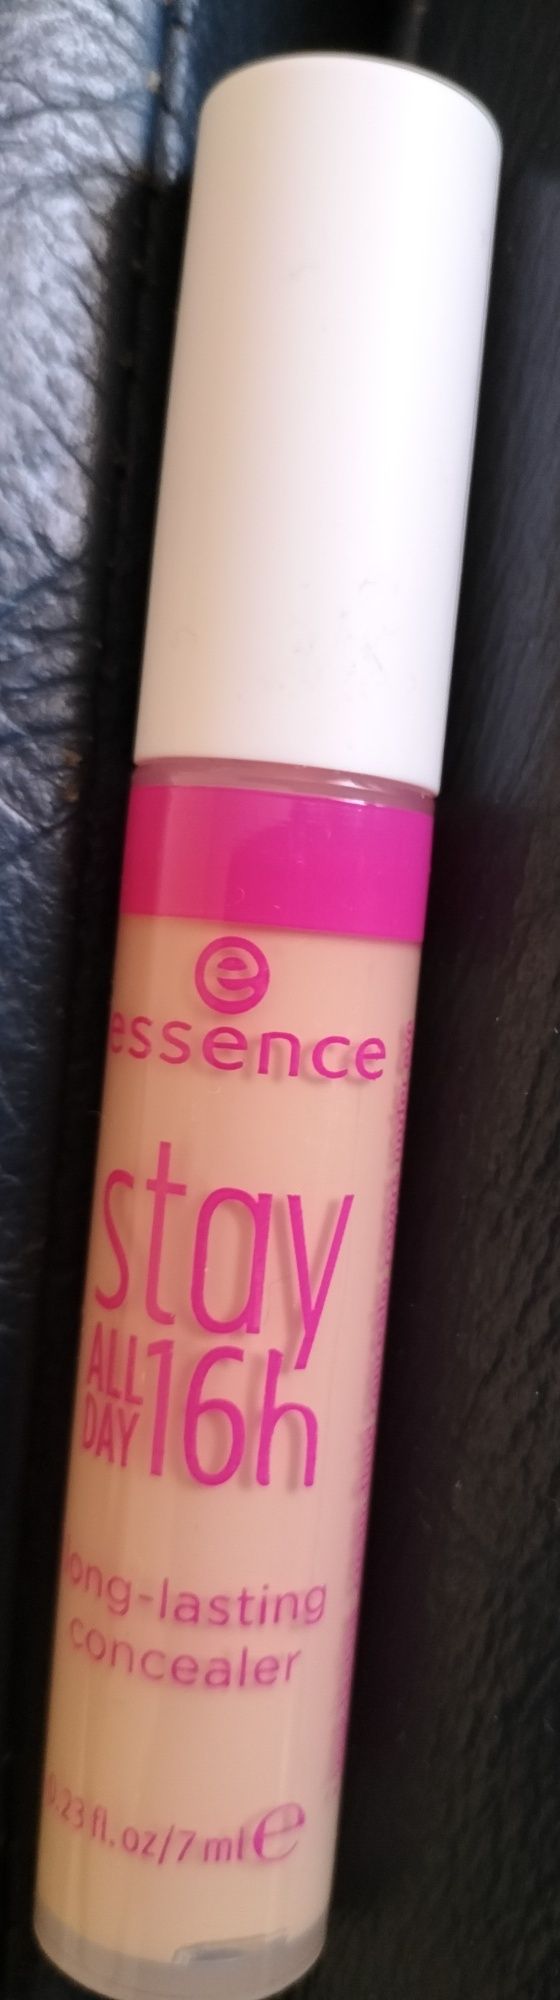 e
essence
stay
ALL
DAY 16h
long-lasting
concealer
0.23 fl. oz/7 ml e